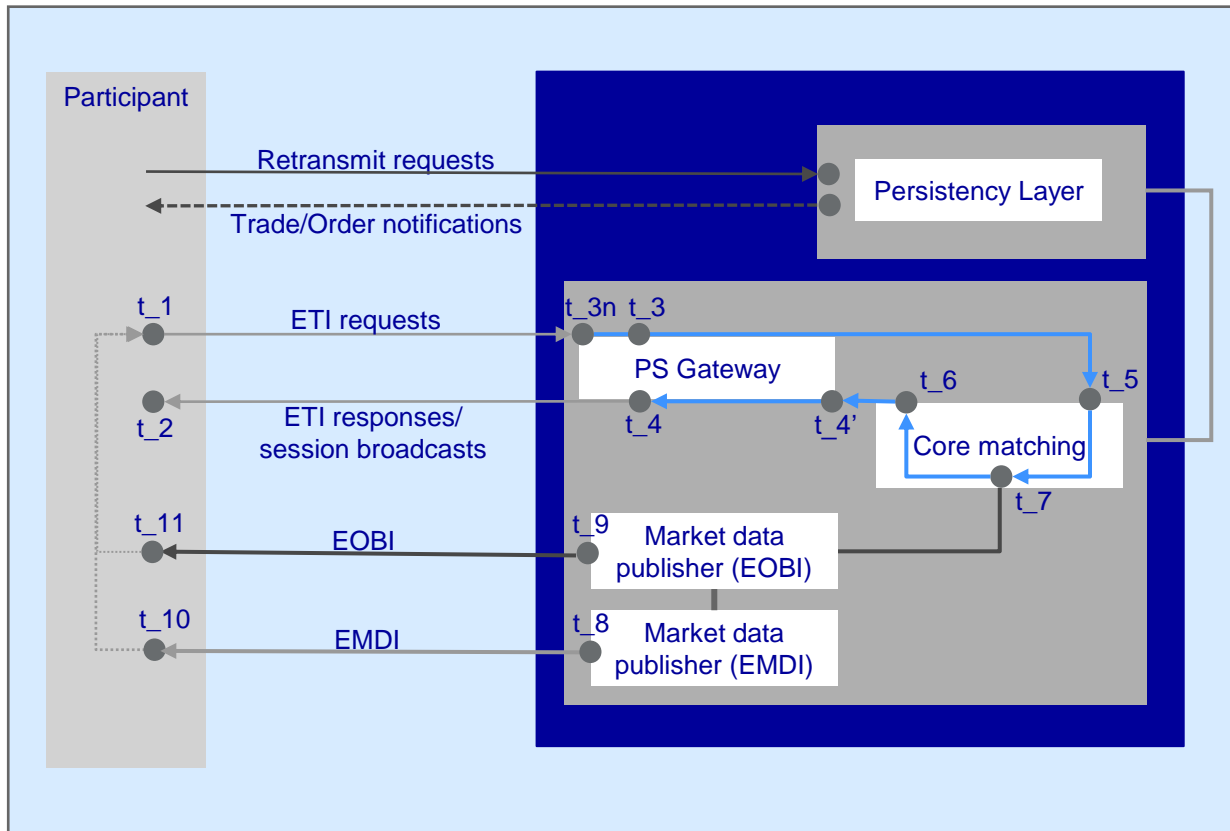 Participant
Retransmit requests
Persistency Layer
Trade/Order notifications
t_1
ETI requests
t_3n
t_3
PS Gateway
t_6
t_5
t_2
ETI responses/
session broadcasts
t_4
t_4’
Core matching
t_7
t_11
EOBI
t_9
Market data
publisher (EOBI)
t_10
EMDI
t_8
Market data
publisher (EMDI)